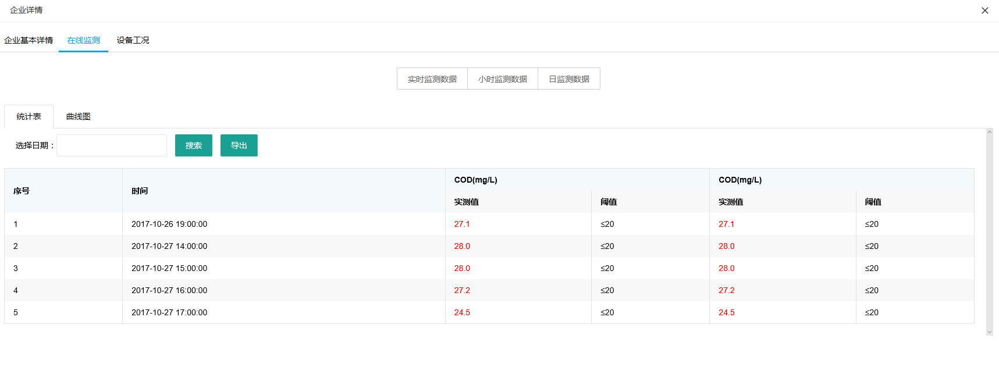 企业详情
企业基本详情 在线监测 设备工况
实时监测数据 小时监测数据 日监测数据
统计表 曲线图
选择日期： 搜索 导出
序号 时间 COD(mg/L) COD(mg/L)
实测值 阈值 实测值 阈值
1 2017-10-26 19:00:00 27.1 ≤20 27.1 ≤20
2 2017-10-27 14:00:00 28.0 ≤20 28.0 ≤20
3 2017-10-27 15:00:00 28.0 ≤20 28.0 ≤20
4 2017-10-27 16:00:00 27.2 ≤20 27.2 ≤20
5 2017-10-27 17:00:00 24.5 ≤20 24.5 ≤20